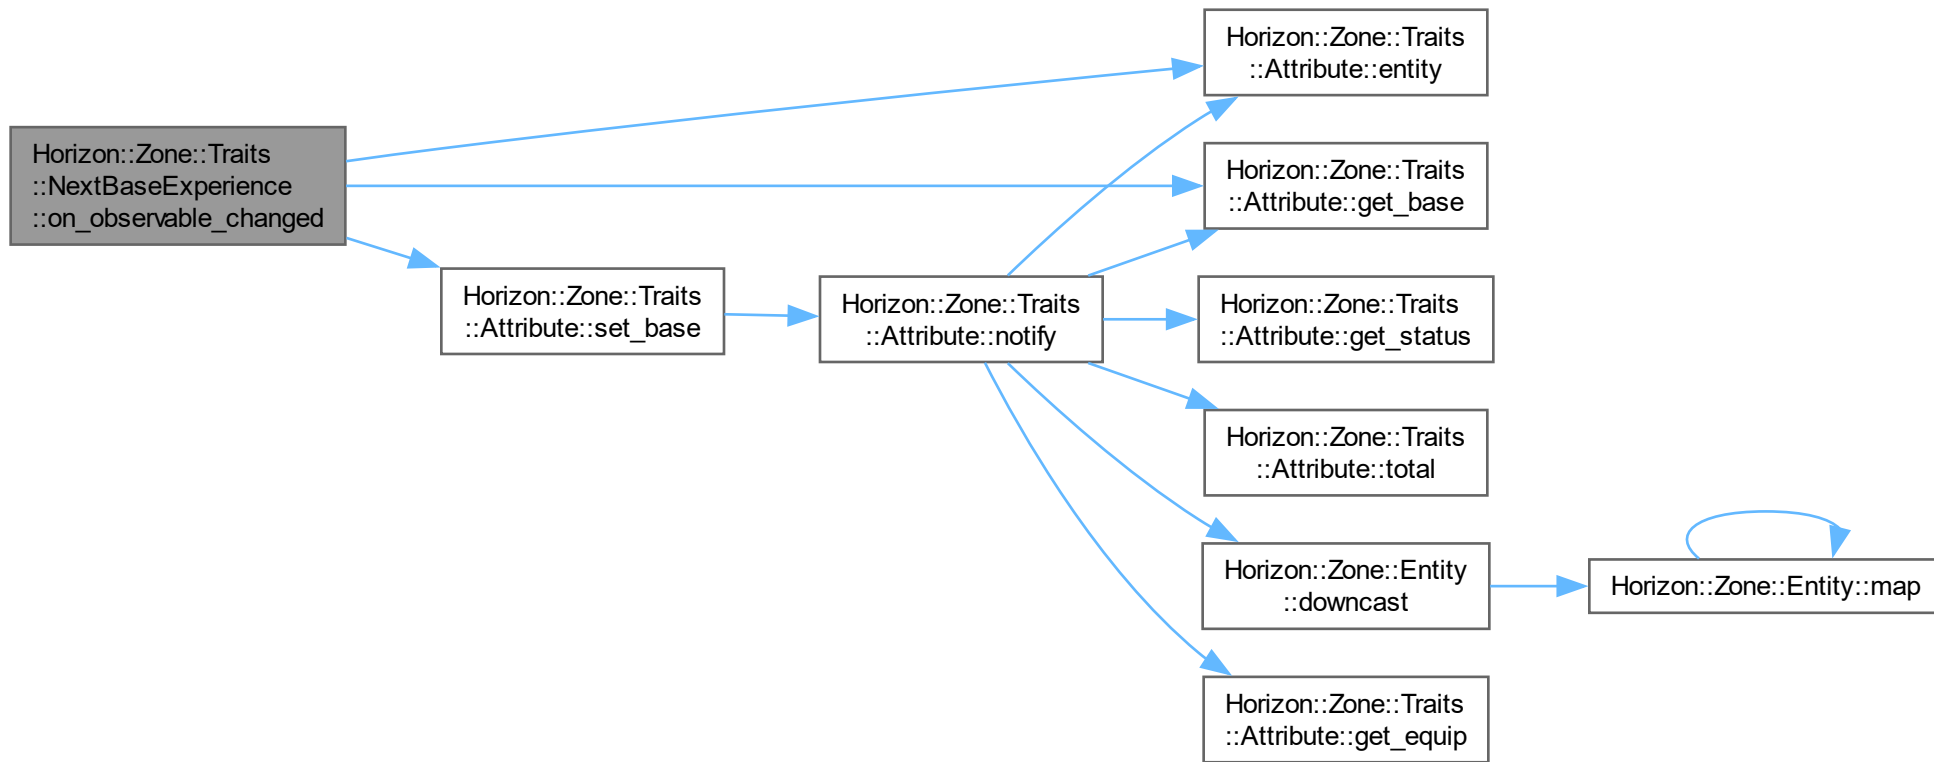 Horizon::Zone::Traits
::NextBaseExperience
::on_observable_changed
Horizon::Zone::Traits
::Attribute::entity
Horizon::Zone::Traits
::Attribute::get_base
Horizon::Zone::Traits
::Attribute::set_base
Horizon::Zone::Traits
::Attribute::notify
Horizon::Zone::Traits
::Attribute::get_status
Horizon::Zone::Traits
::Attribute::total
Horizon::Zone::Entity
::downcast
Horizon::Zone::Entity::map
Horizon::Zone::Traits
::Attribute::get_equip